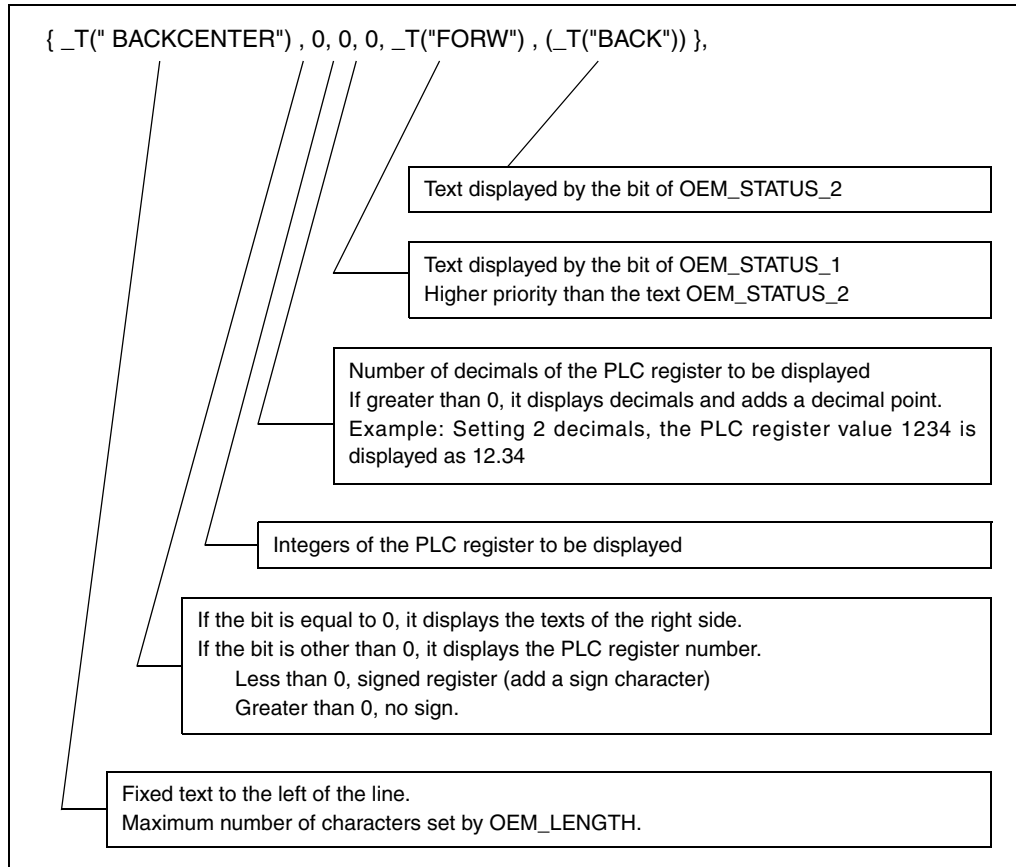 { _T(" BACKCENTER") , 0, 0, 0, _T("FORW") , (_T("BACK")) },
Text displayed by the bit of OEM_STATUS_2
Text displayed by the bit of OEM_STATUS_1
Higher priority than the text OEM_STATUS_2
Number of decimals of the PLC register to be displayed
If greater than 0, it displays decimals and adds a decimal point.
Example: Setting 2 decimals, the PLC register value 1234 is
displayed as 12.34
Integers of the PLC register to be displayed
If the bit is equal to 0, it displays the texts of the right side.
If the bit is other than 0, it displays the PLC register number.
Less than 0, signed register (add a sign character)
Greater than 0, no sign.
Fixed text to the left of the line.
Maximum number of characters set by OEM_LENGTH.